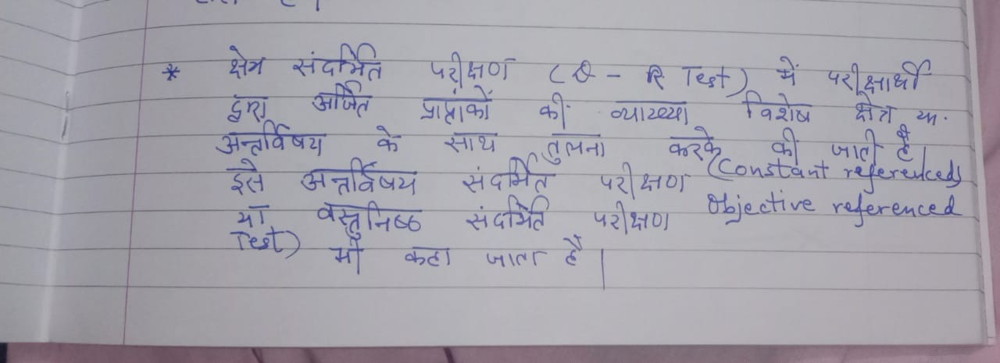 * क्षेत्र संदर्भित परीक्षण (D - R Test) में परीक्षार्थी
द्वारा अर्जित प्राप्तांकों की व्याख्या विशेष क्षेत्र या
अन्तर्विषय के साथ तुलना करके की जाती है।
इसे अन्तर्विषय संदर्भित परीक्षण (Constant referenced)
या वस्तुनिष्ठ संदर्भित परीक्षण Objective referenced
Test) भी कहा जाता है।